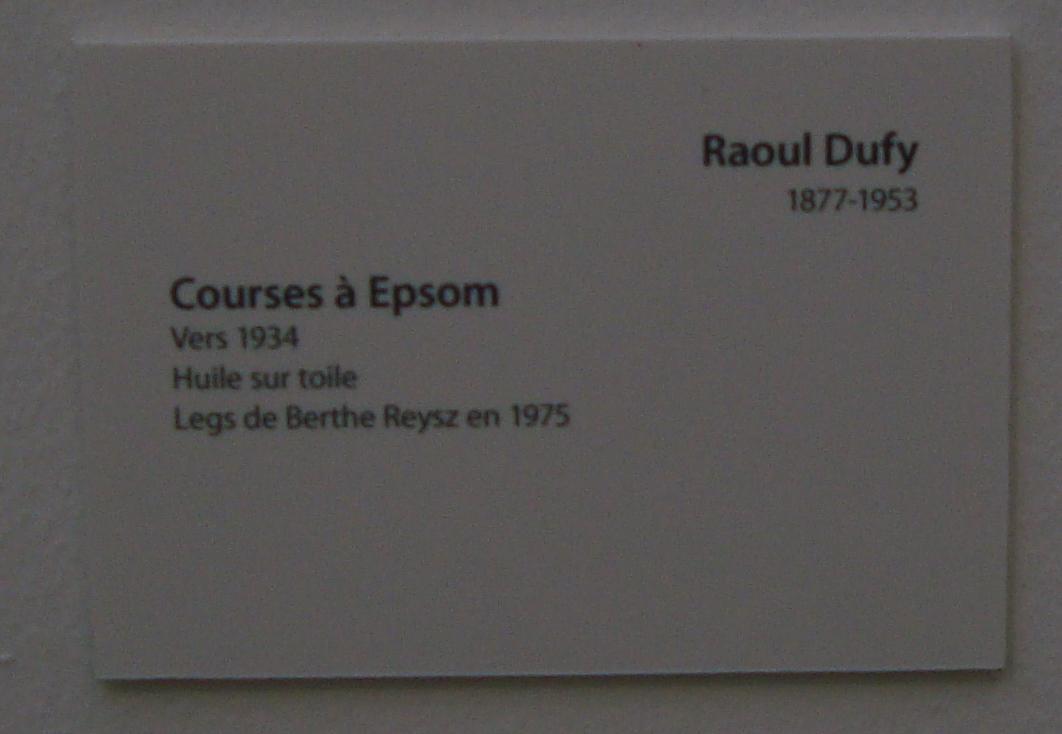 Raoul Dufy
1877-1953
Courses à Epsom
Vers 1934
Huile sur toile
Legs de Berthe Reysz en 1975